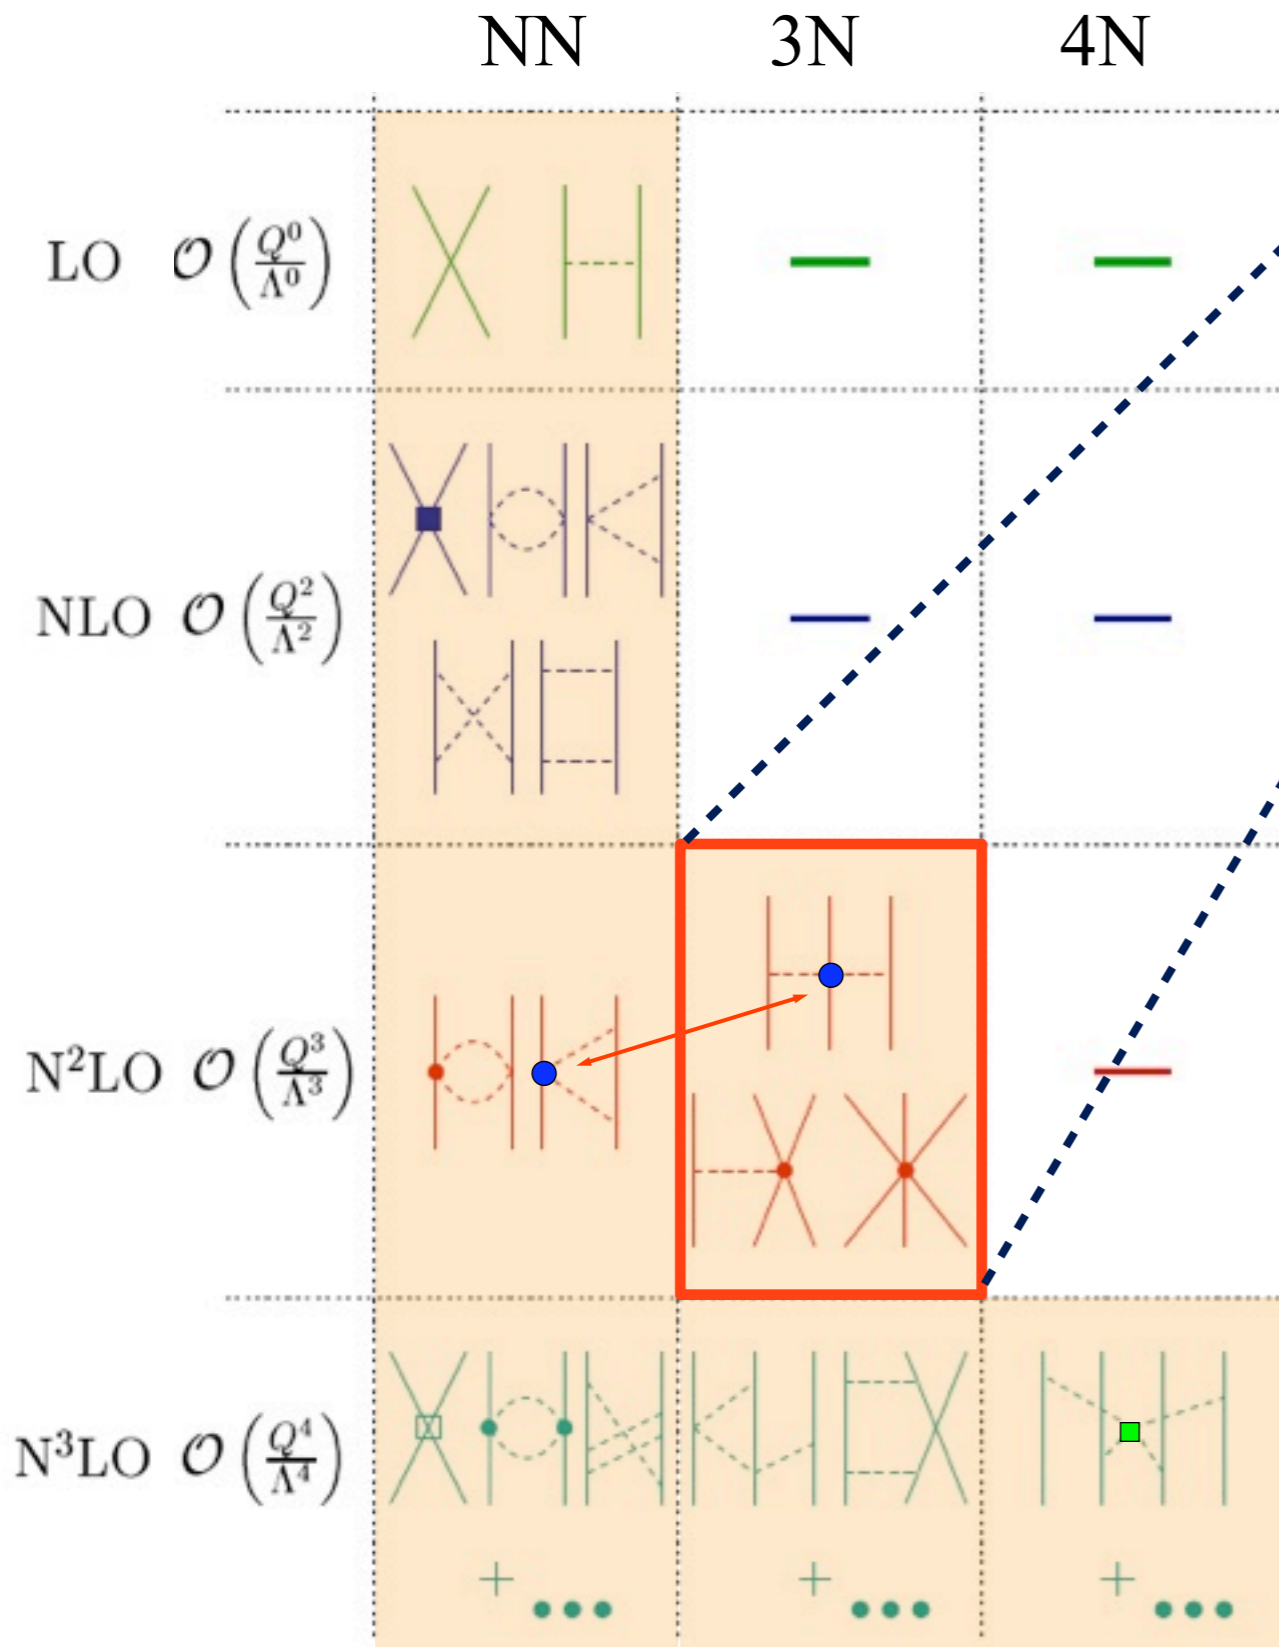 NN 3N 4N
LO 𝒪(Q⁰/Λ⁰)
NLO 𝒪(Q²/Λ²)
N²LO 𝒪(Q³/Λ³)
N³LO 𝒪(Q⁴/Λ⁴)
+ ••• + ••• + •••